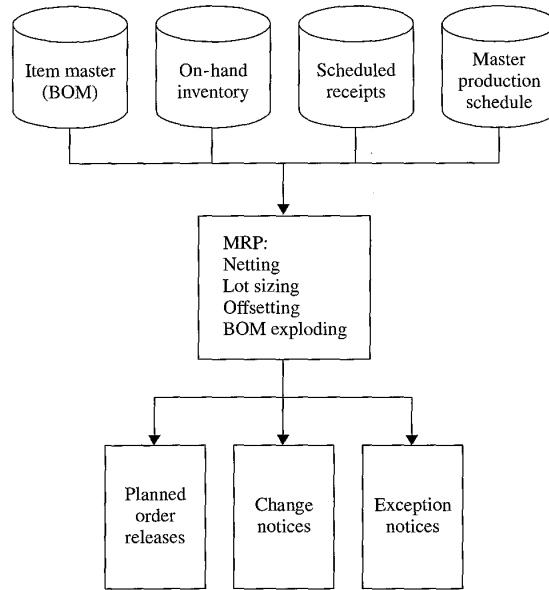 Item master
(BOM)
On-hand
inventory
Scheduled
receipts
Master
production
schedule
MRP:
Netting
Lot sizing
Offsetting
BOM exploding
Planned
order
releases
Change
notices
Exception
notices